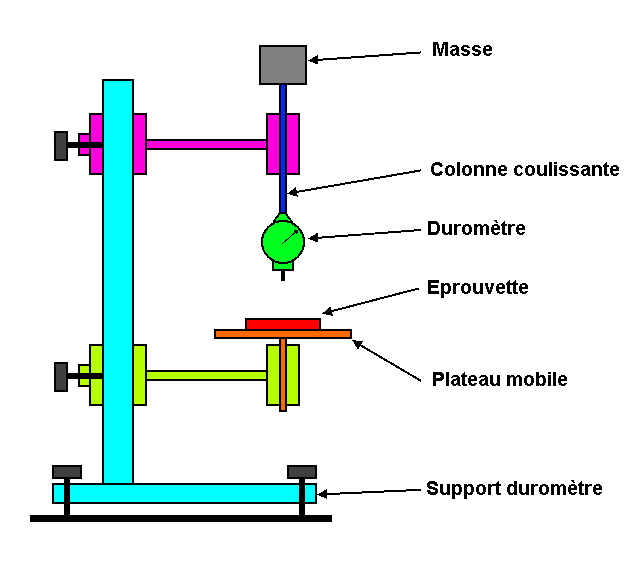 Masse
Colonne coulissante
Duromètre
Eprouvette
Plateau mobile
Support duromètre